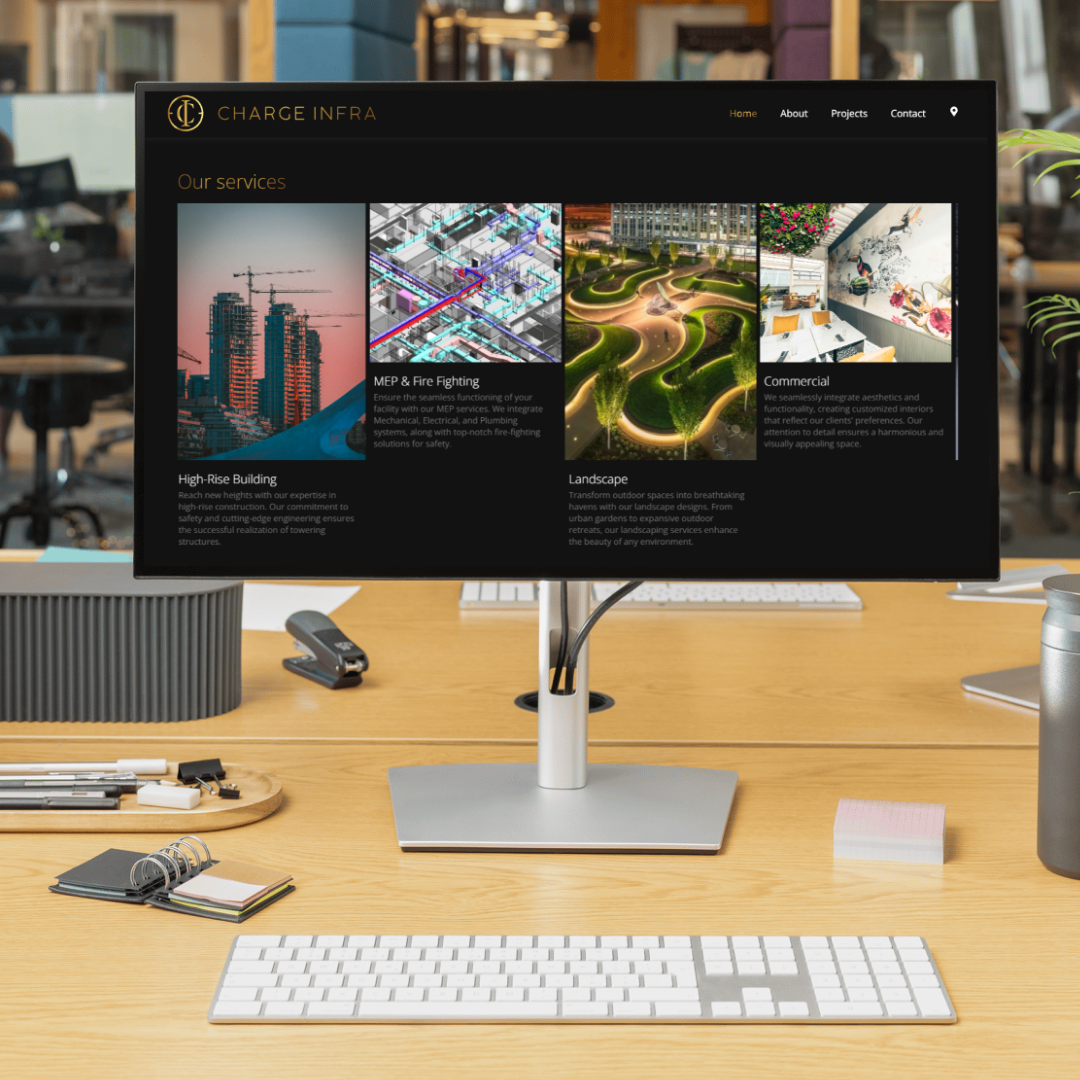 CHARGE INFRA
Home About Projects Contact
Our services
High-Rise Building
Reach new heights with our expertise in
high-rise construction. Our commitment to
safety and cutting-edge engineering ensures
the successful realization of towering
structures.
MEP & Fire Fighting
Ensure the seamless functioning of your
facility with our MEP services. We integrate
Mechanical, Electrical, and Plumbing
systems, along with top-notch fire-fighting
solutions for safety.
Landscape
Transform outdoor spaces into breathtaking
havens with our landscape designs. From
urban gardens to expansive outdoor
retreats, our landscaping services enhance
the beauty of any environment.
Commercial
We seamlessly integrate aesthetics and
functionality, creating customized interiors
that reflect our clients' preferences. Our
attention to detail ensures a harmonious and
visually appealing space.